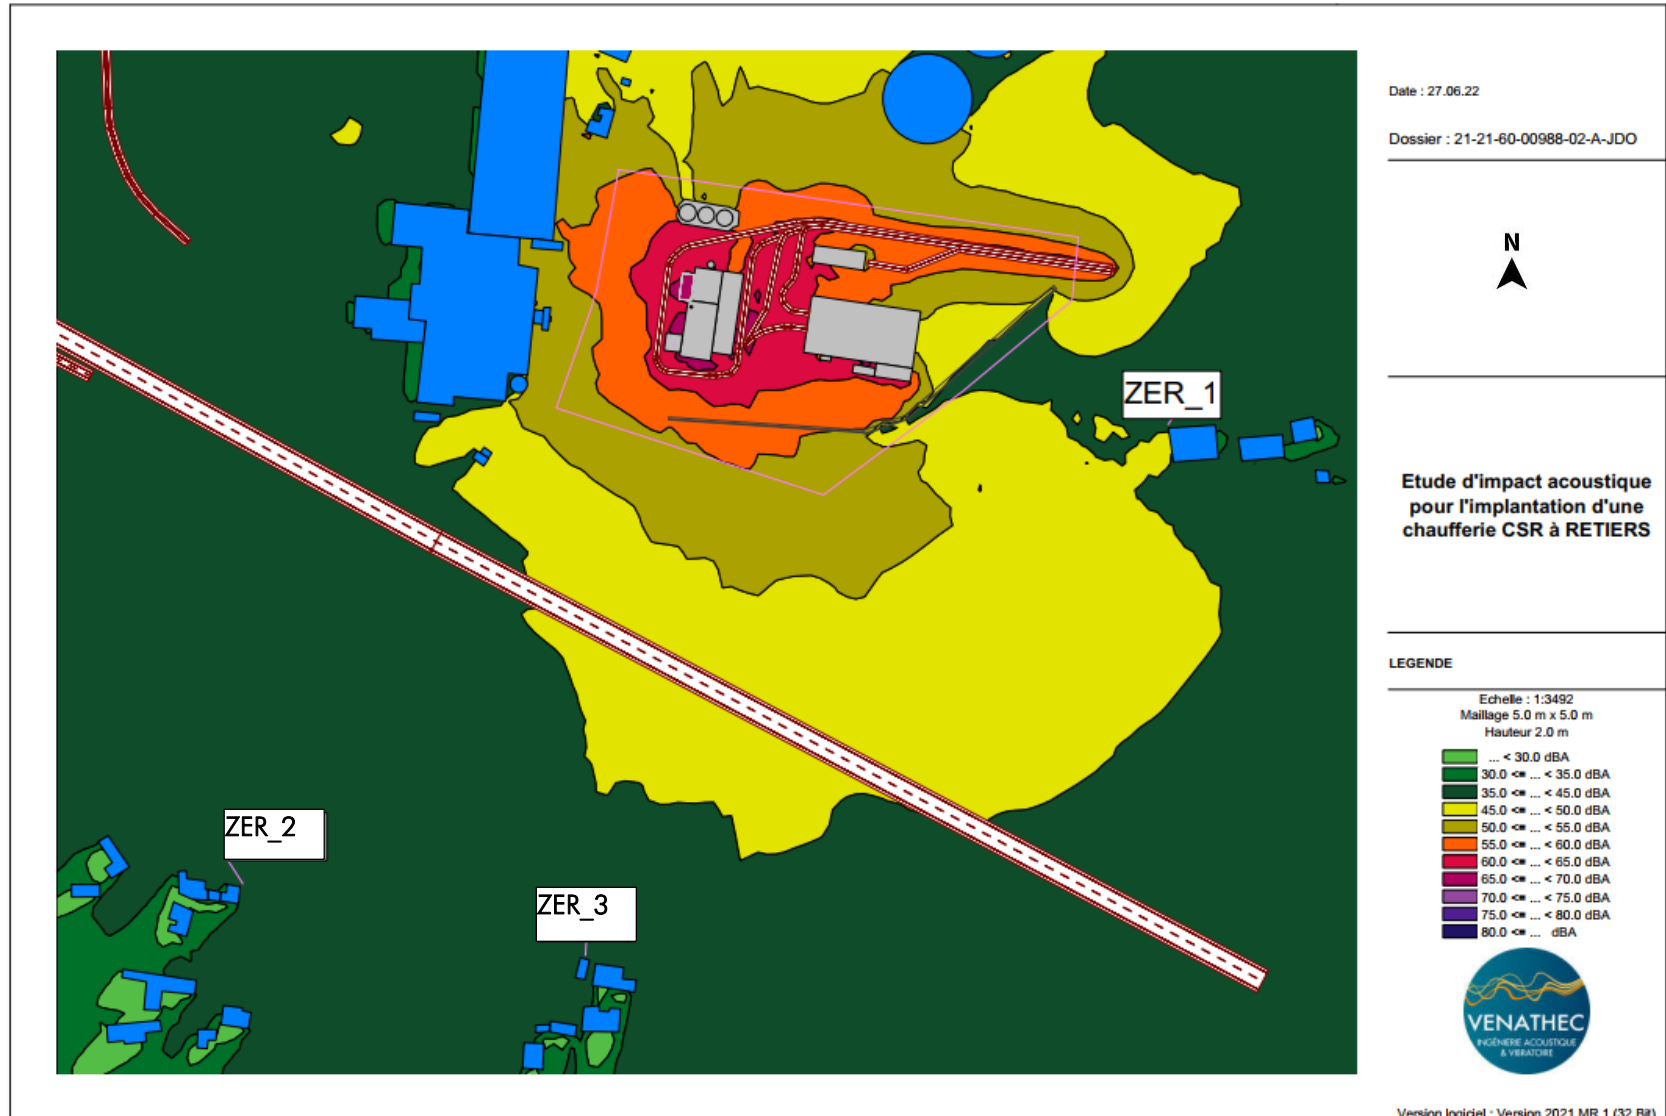 Date : 27.06.22
Dossier : 21-21-60-00988-02-A-JDO
N
ZER_1
Etude d'impact acoustique
pour l'implantation d'une
chaufferie CSR à RETIERS
LEGENDE
Echelle : 1:3492
Maillage 5.0 m x 5.0 m
Hauteur 2.0 m
... < 30.0 dBA
30.0 <= ... < 35.0 dBA
35.0 <= ... < 45.0 dBA
45.0 <= ... < 50.0 dBA
50.0 <= ... < 55.0 dBA
55.0 <= ... < 60.0 dBA
60.0 <= ... < 65.0 dBA
65.0 <= ... < 70.0 dBA
70.0 <= ... < 75.0 dBA
75.0 <= ... < 80.0 dBA
80.0 <= ... dBA
ZER_2
ZER_3
VENATHEC
INGÉNIERIE ACOUSTIQUE
& VIBRATOIRE
Version logiciel : Version 2021 MR 1 (32 Bit)